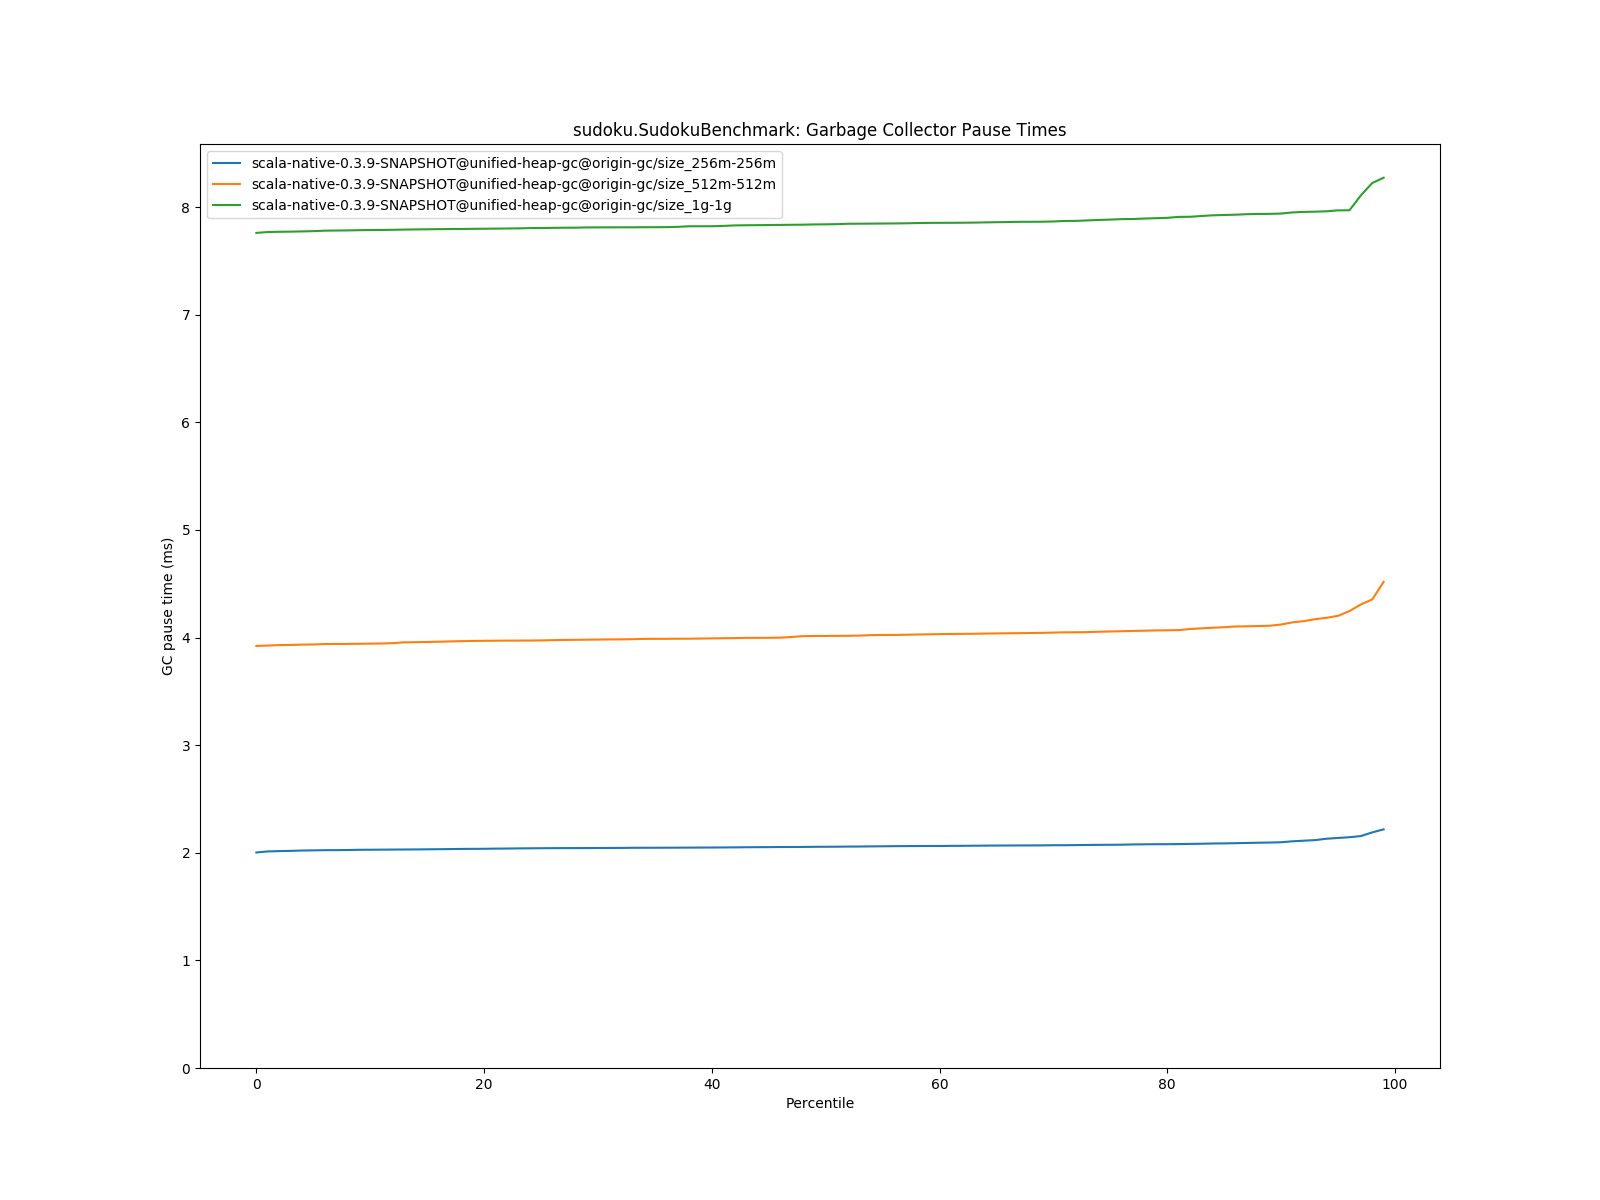 sudoku.SudokuBenchmark: Garbage Collector Pause Times
scala-native-0.3.9-SNAPSHOT@unified-heap-gc@origin-gc/size_256m-256m
scala-native-0.3.9-SNAPSHOT@unified-heap-gc@origin-gc/size_512m-512m
scala-native-0.3.9-SNAPSHOT@unified-heap-gc@origin-gc/size_1g-1g
GC pause time (ms)
8
7
6
5
4
3
2
1
0
0 20 40 60 80 100
Percentile